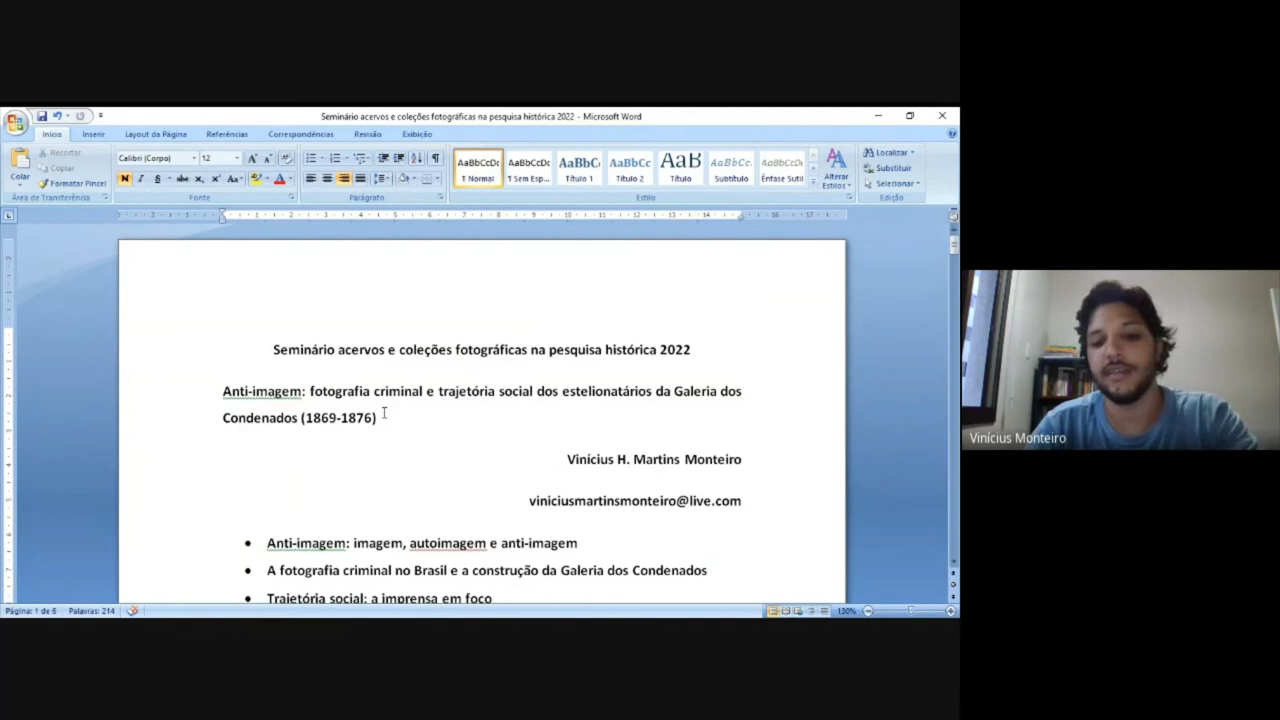 Seminário acervos e coleções fotográficas na pesquisa histórica 2022 - Microsoft Word
Início Inserir Layout da Página Referências Correspondências Revisão Exibição
Colar
Recortar
Copiar
Formatar Pincel
Área de Transferência
Calibri (Corpo) 12
Fonte
Parágrafo
AaBbCcDc AaBbCcDc AaBbC AaBbCc AaB AaBbCc. AaBbCcDc
¶ Normal ¶ Sem Esp... Título 1 Título 2 Título Subtítulo Ênfase Sutil
Alterar Estilos
Estilo
Localizar
Substituir
Selecionar
Edição
Seminário acervos e coleções fotográficas na pesquisa histórica 2022
Anti-imagem: fotografia criminal e trajetória social dos estelionatários da Galeria dos
Condenados (1869-1876)
Vinícius H. Martins Monteiro
viniciusmartinsmonteiro@live.com
• Anti-imagem: imagem, autoimagem e anti-imagem
• A fotografia criminal no Brasil e a construção da Galeria dos Condenados
• Trajetória social: a imprensa em foco
Página: 1 de 6 Palavras: 214
130%
Vinícius Monteiro